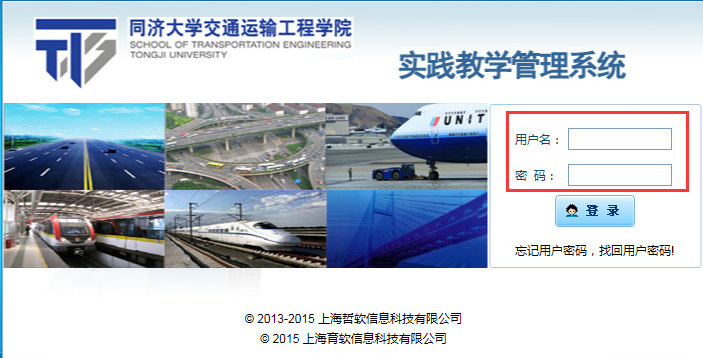 同济大学交通运输工程学院
SCHOOL OF TRANSPORTATION ENGINEERING
TONGJI UNIVERSITY
实践教学管理系统
UNIT
用户名：
密 码：
登 录
忘记用户密码，找回用户密码!
© 2013-2015 上海哲软信息科技有限公司
© 2015 上海育软信息科技有限公司